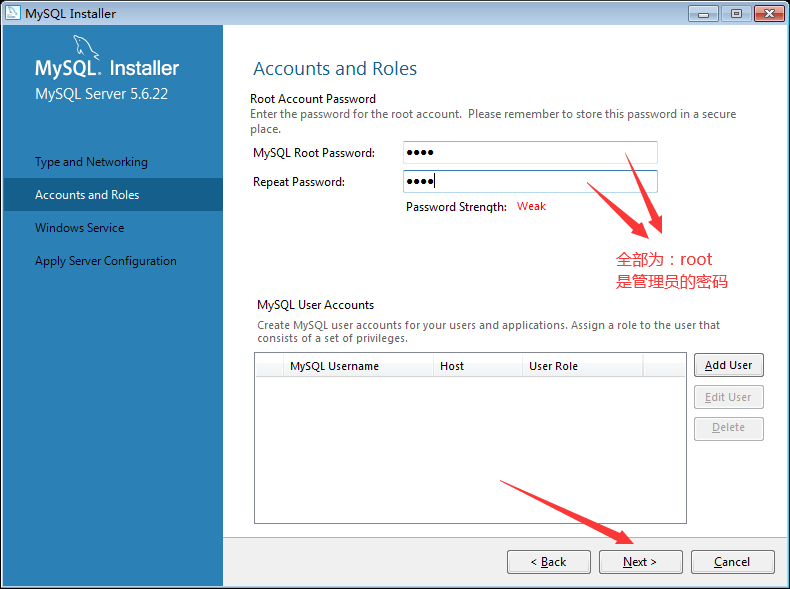 MySQL Installer
MySQL. Installer
MySQL Server 5.6.22
Type and Networking
Accounts and Roles
Windows Service
Apply Server Configuration
Accounts and Roles
Root Account Password
Enter the password for the root account.  Please remember to store this password in a secure
place.
MySQL Root Password: ●●●●
Repeat Password: ●●●●
Password Strength: Weak
全部为：root
是管理员的密码
MySQL User Accounts
Create MySQL user accounts for your users and applications. Assign a role to the user that
consists of a set of privileges.
MySQL Username Host User Role
Add User
Edit User
Delete
< Back Next > Cancel